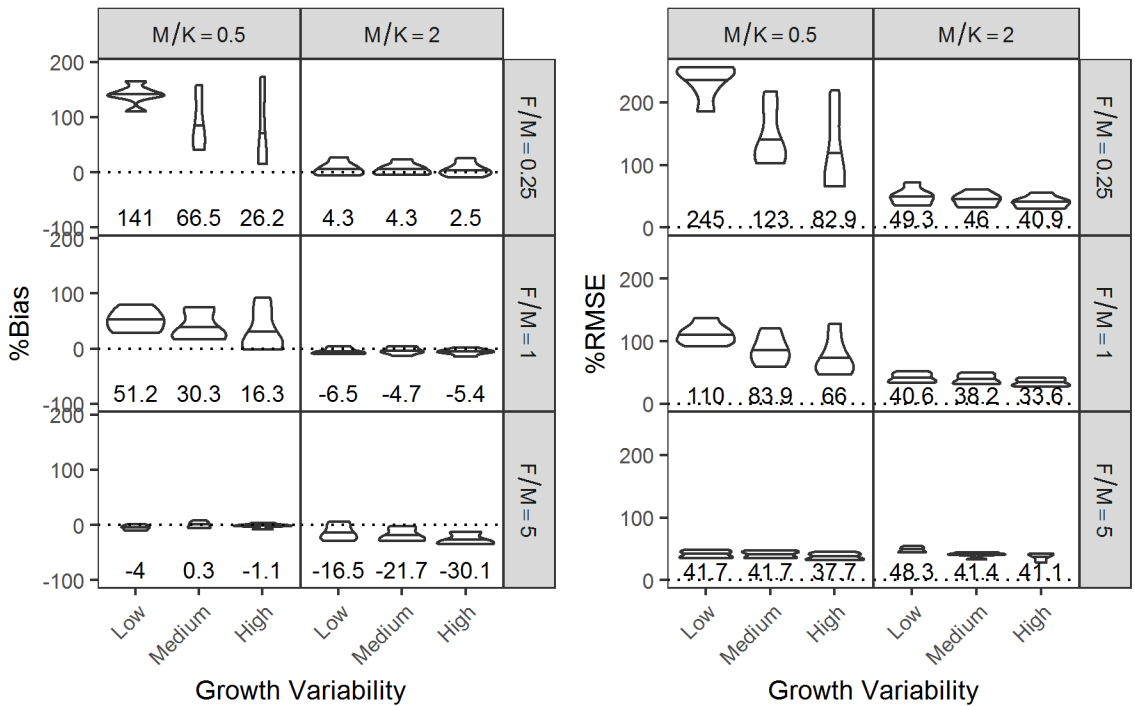 M/K = 0.5 M/K = 2
200
100
0
-100
141 66.5 26.2 4.3 4.3 2.5
F/M = 0.25
200
100
0
-100
51.2 30.3 16.3 -6.5 -4.7 -5.4
F/M = 1
200
100
0
-100
-4 0.3 -1.1 -16.5 -21.7 -30.1
F/M = 5
%Bias
Low Medium High Low Medium High
Growth Variability
M/K = 0.5 M/K = 2
200
100
0
245 123 82.9 49.3 46 40.9
F/M = 0.25
200
100
0
110 83.9 66 40.6 38.2 33.6
F/M = 1
200
100
0
41.7 41.7 37.7 48.3 41.4 41.1
F/M = 5
%RMSE
Low Medium High Low Medium High
Growth Variability